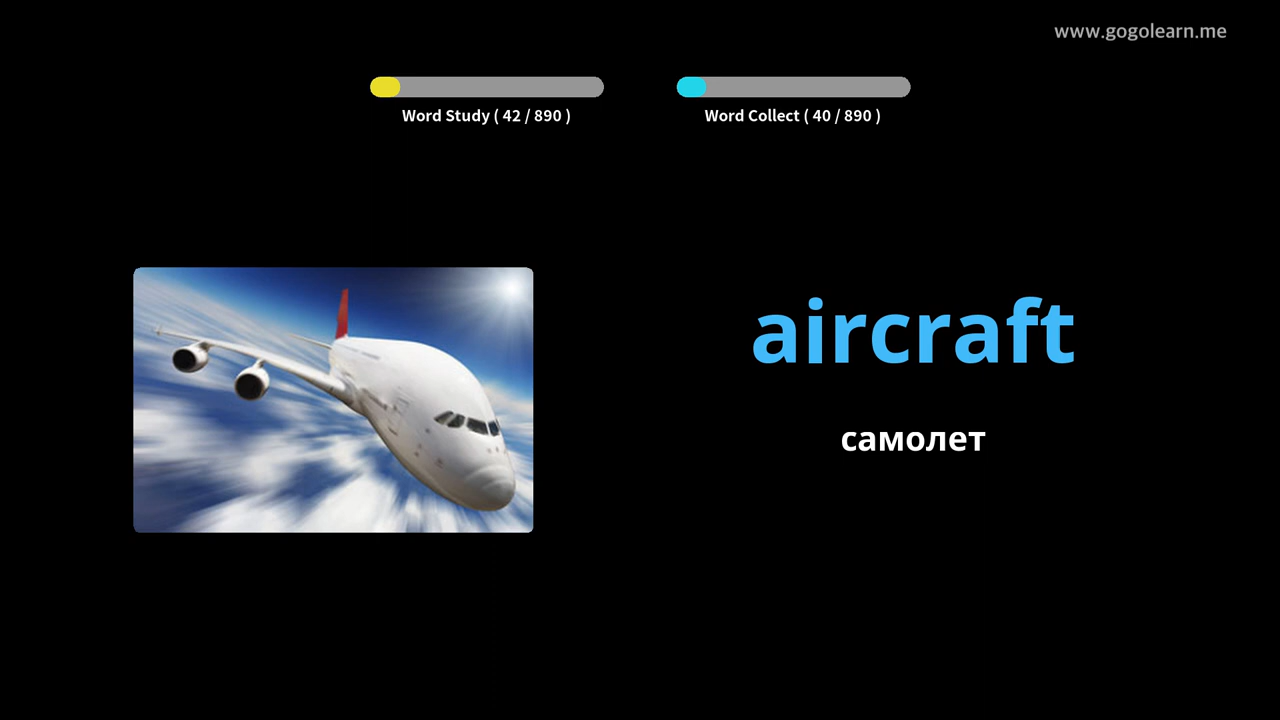 www.gogolearn.me
Word Study ( 42 / 890 )
Word Collect ( 40 / 890 )
aircraft
самолет